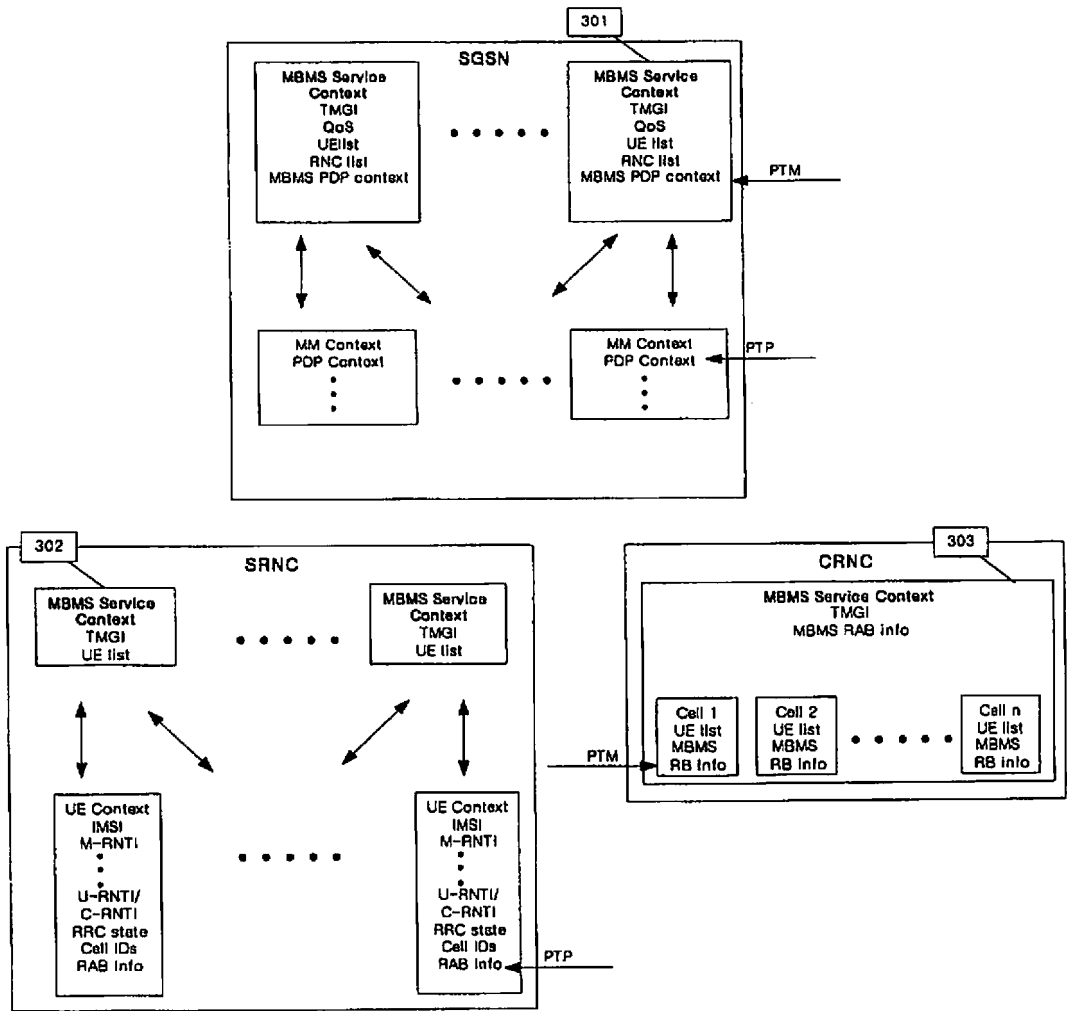 301
SGSN
MBMS Service
Context
TMGI
QoS
UElist
RNC list
MBMS PDP context
MBMS Service
Context
TMGI
QoS
UE list
RNC list
MBMS PDP context
PTM
MM Context
PDP Context
MM Context
PDP Context
PTP
302
SRNC
MBMS Service
Context
TMGI
UE list
MBMS Service
Context
TMGI
UE list
UE Context
IMSI
M-RNTI
U-RNTI/
C-RNTI
RRC state
Cell IDs
RAB Info
UE Context
IMSI
M-RNTI
U-RNTI/
C-RNTI
RRC state
Cell IDs
RAB Info
PTP
303
CRNC
MBMS Service Context
TMGI
MBMS RAB info
Cell 1
UE list
MBMS
RB Info
Cell 2
UE list
MBMS
RB Info
Cell n
UE list
MBMS
RB Info
PTM